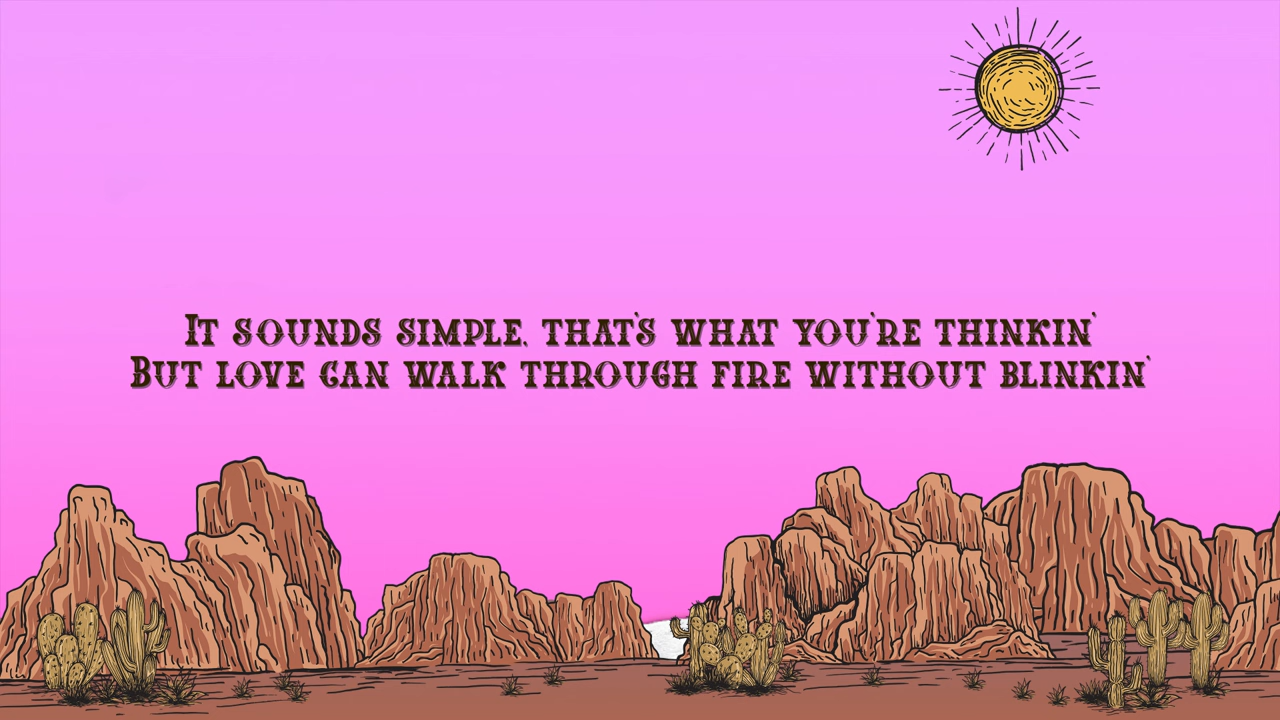 It sounds simple, that's what you're thinkin'
But love can walk through fire without blinkin'